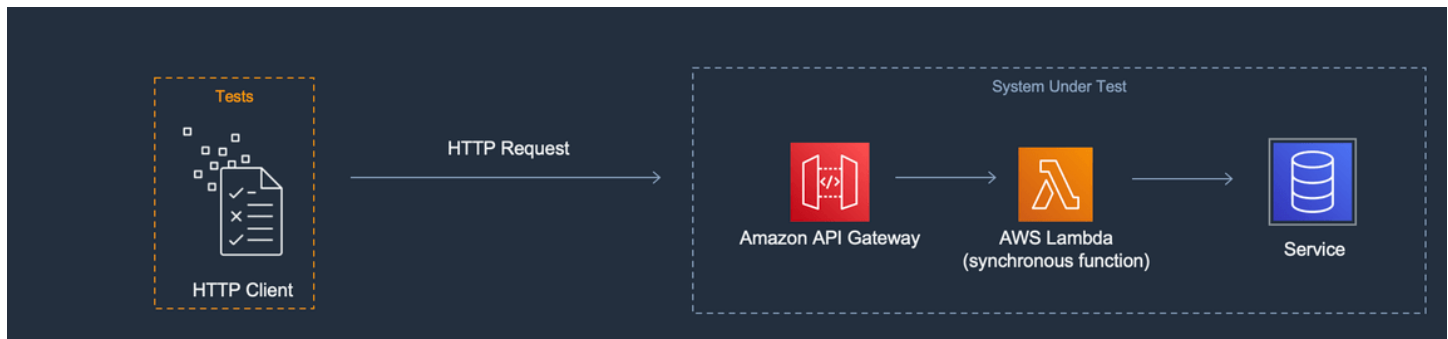 Tests
HTTP Client
HTTP Request
System Under Test
Amazon API Gateway
AWS Lambda
(synchronous function)
Service